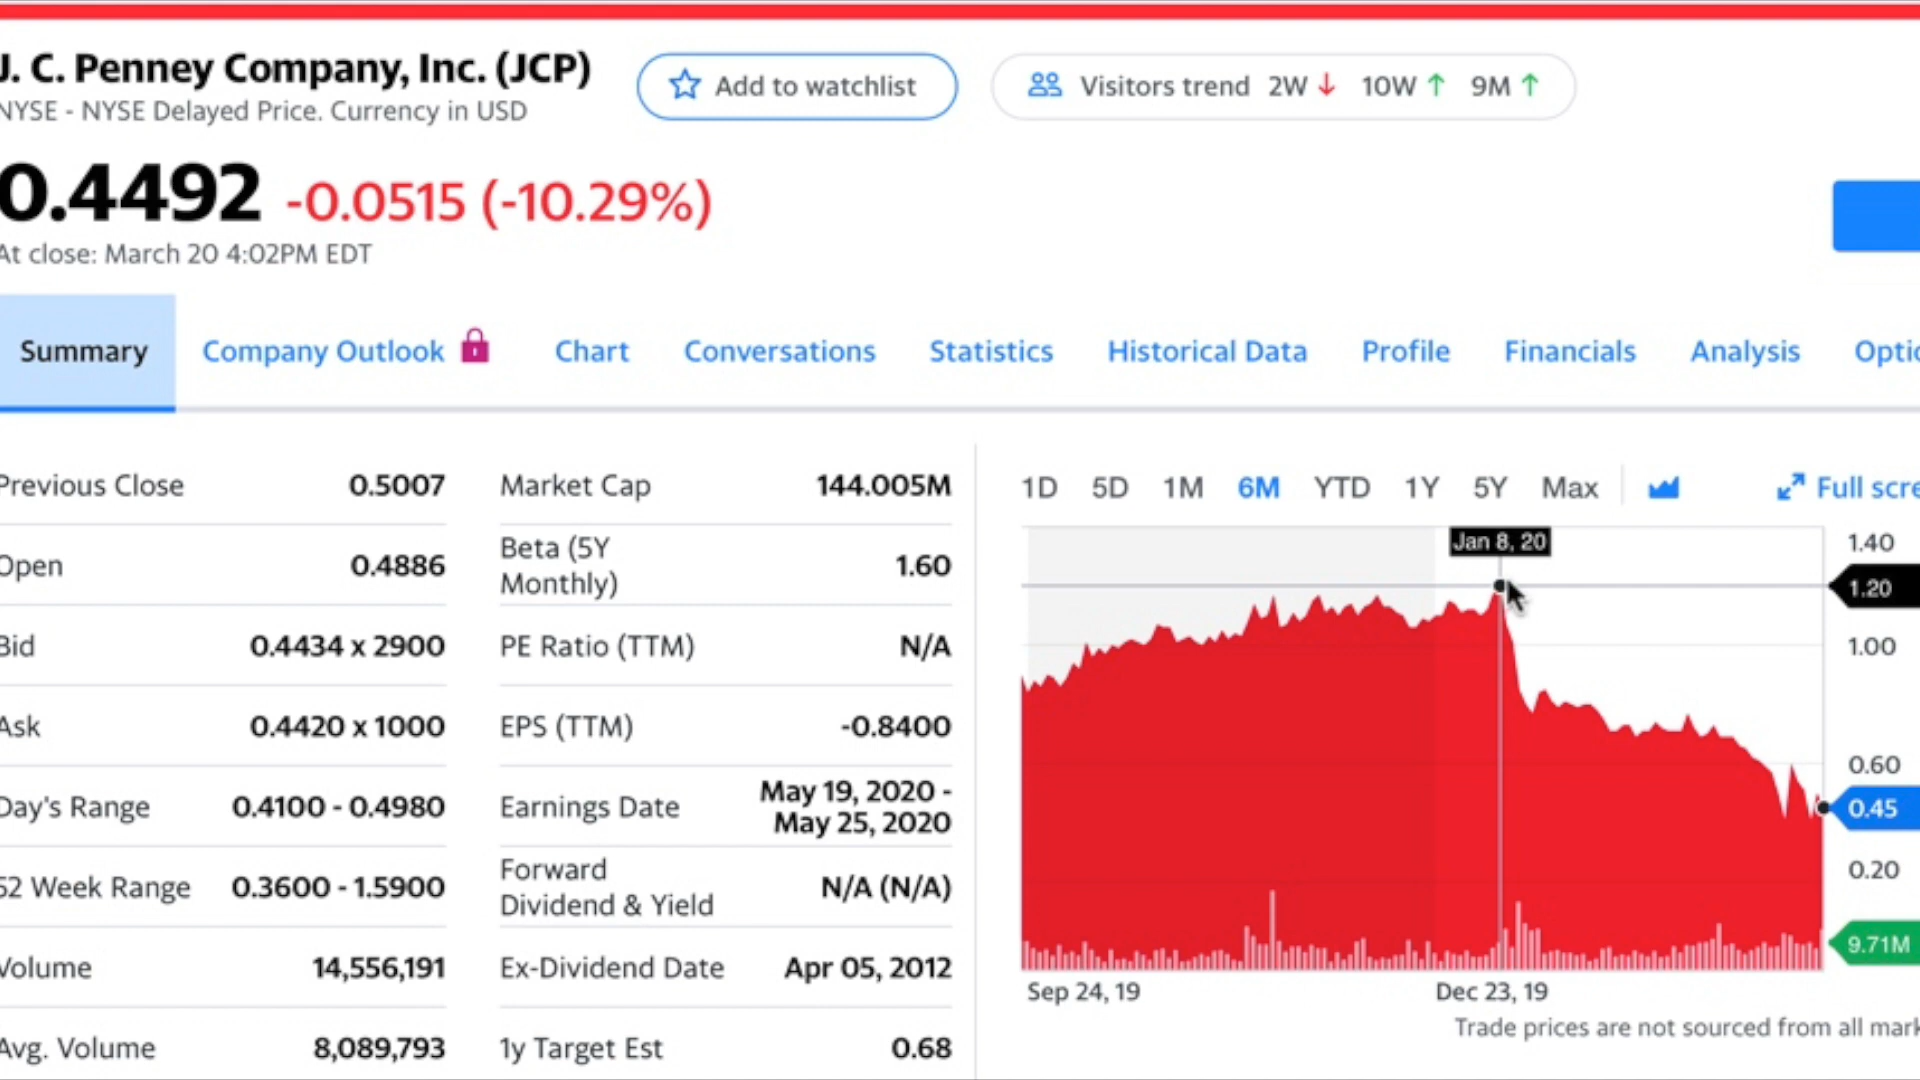 J. C. Penney Company, Inc. (JCP)
NYSE - NYSE Delayed Price. Currency in USD
Add to watchlist
Visitors trend 2W ↓ 10W ↑ 9M ↑
0.4492 -0.0515 (-10.29%)
At close: March 20 4:02PM EDT
Summary Company Outlook Chart Conversations Statistics Historical Data Profile Financials Analysis Optio
Previous Close 0.5007
Open 0.4886
Bid 0.4434 x 2900
Ask 0.4420 x 1000
Day's Range 0.4100 - 0.4980
52 Week Range 0.3600 - 1.5900
Volume 14,556,191
Avg. Volume 8,089,793
Market Cap 144.005M
Beta (5Y
Monthly) 1.60
PE Ratio (TTM) N/A
EPS (TTM) -0.8400
Earnings Date May 19, 2020 -
May 25, 2020
Forward
Dividend & Yield N/A (N/A)
Ex-Dividend Date Apr 05, 2012
1y Target Est 0.68
1D 5D 1M 6M YTD 1Y 5Y Max Full scre
Jan 8, 20
1.40
1.20
1.00
0.60
0.45
0.20
9.71M
Sep 24, 19 Dec 23, 19
Trade prices are not sourced from all mark